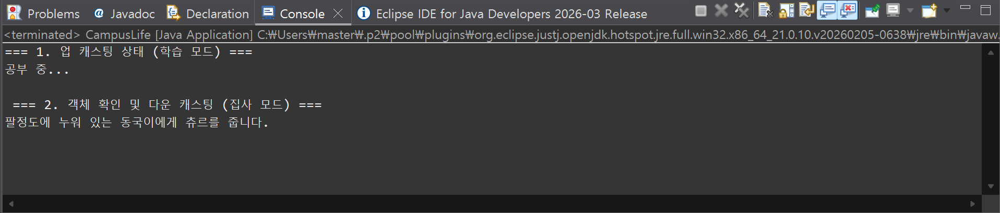 Problems @ Javadoc Declaration Console Eclipse IDE for Java Developers 2026-03 Release
<terminated> CampusLife [Java Application] C:₩Users₩master₩.p2₩pool₩plugins₩org.eclipse.justj.openjdk.hotspot.jre.full.win32.x86_64_21.0.10.v20260205-0638₩jre₩bin₩javaw.
=== 1. 업 캐스팅 상태 (학습 모드) ===
공부 중...
=== 2. 객체 확인 및 다운 캐스팅 (집사 모드) ===
팔정도에 누워 있는 동국이에게 츄르를 줍니다.